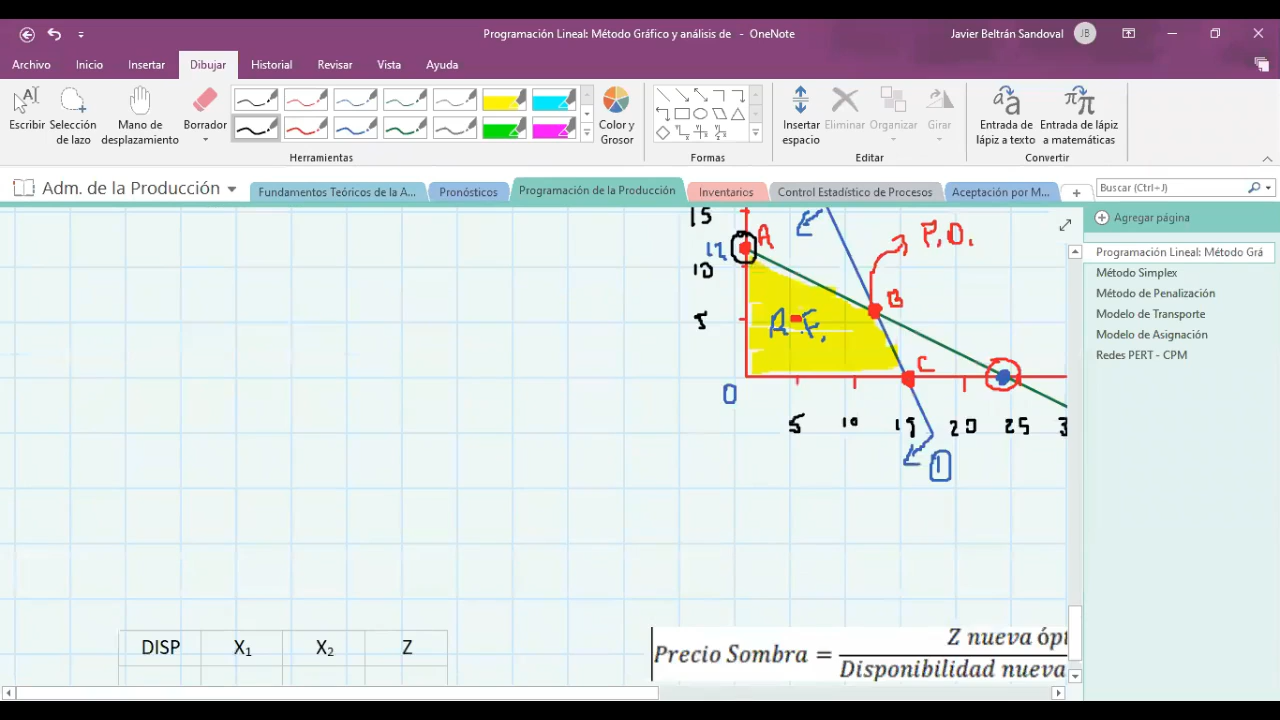 Programación Lineal: Método Gráfico y análisis de - OneNote
Javier Beltrán Sandoval JB
Archivo Inicio Insertar Dibujar Historial Revisar Vista Ayuda
Escribir
Selección de lazo
Mano de desplazamiento
Borrador
Color y Grosor
Insertar espacio
Eliminar
Organizar
Girar
Entrada de lápiz a texto
Entrada de lápiz a matemáticas
Herramientas Formas Editar Convertir
Adm. de la Producción
Fundamentos Teóricos de la A... Pronósticos Programación de la Producción Inventarios Control Estadístico de Procesos Aceptación por M...
Buscar (Ctrl+J)
Agregar página
Programación Lineal: Método Grá
Método Simplex
Método de Penalización
Modelo de Transporte
Modelo de Asignación
Redes PERT - CPM
15
12 A
P.O.
10
B
5
R.F.
C
0
5 10 15 20 25 3
1
DISP X₁ X₂ Z
Precio Sombra = Z nueva ópt
Disponibilidad nueva